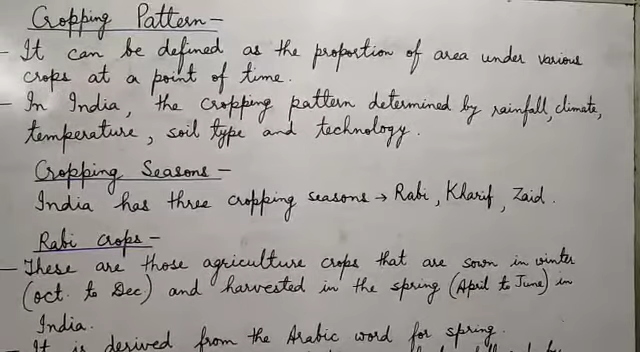 Cropping Pattern -
- It can be defined as the proportion of area under various
crops at a point of time.
- In India, the cropping pattern determined by rainfall, climate,
temperature, soil type and technology.
Cropping Seasons -
India has three cropping seasons → Rabi, Kharif, Zaid.
Rabi crops -
- These are those agriculture crops that are sown in winter
(oct. to Dec) and harvested in the spring (April to June) in
India.
- It is derived from the Arabic word for spring.